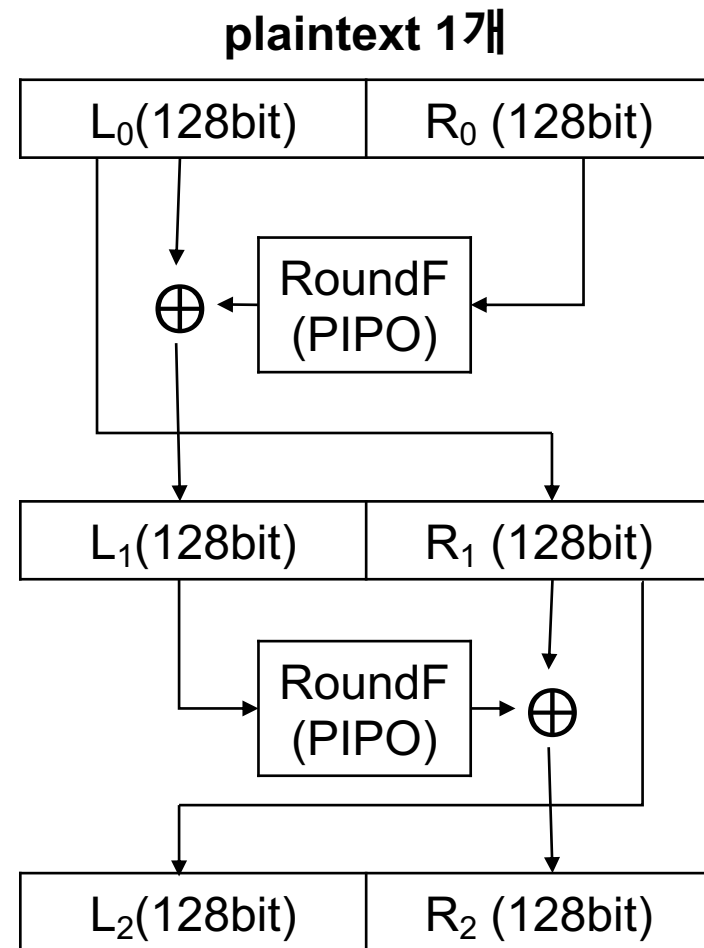 plaintext 1개
L₀(128bit) R₀ (128bit)
RoundF
(PIPO)
L₁(128bit) R₁ (128bit)
RoundF
(PIPO)
L₂(128bit) R₂ (128bit)